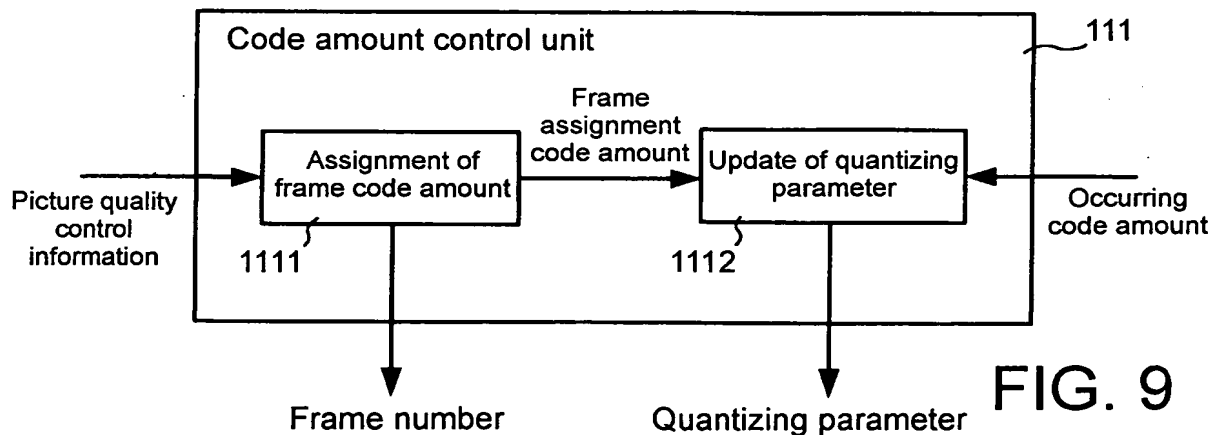 Code amount control unit
111
Frame
assignment
code amount
Assignment of
frame code amount
Update of quantizing
parameter
Picture quality
control
information
Occurring
code amount
1111
1112
Frame number
Quantizing parameter
FIG. 9